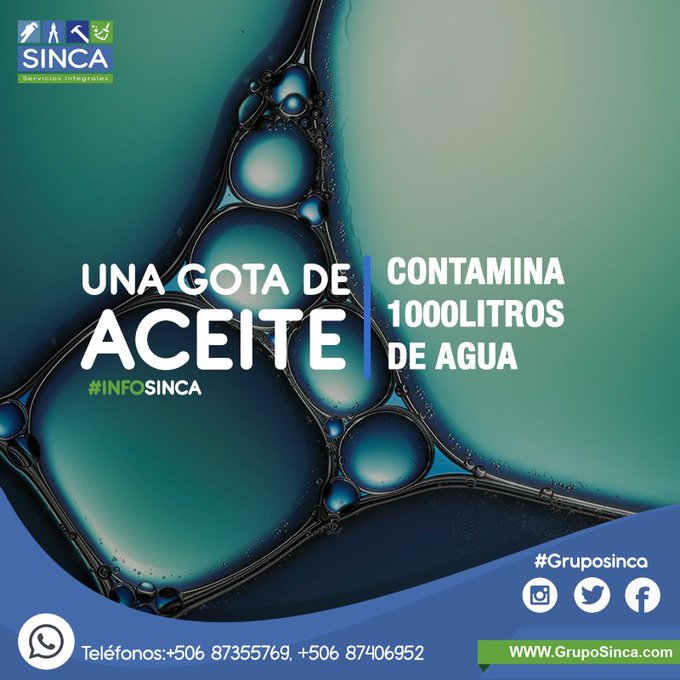 SINCA
Servicios Integrales
UNA GOTA DE
ACEITE
#INFOSINCA
CONTAMINA
1000LITROS
DE AGUA
#Gruposinca
Teléfonos:+506 87355769, +506 87406952
WWW.GrupoSinca.com